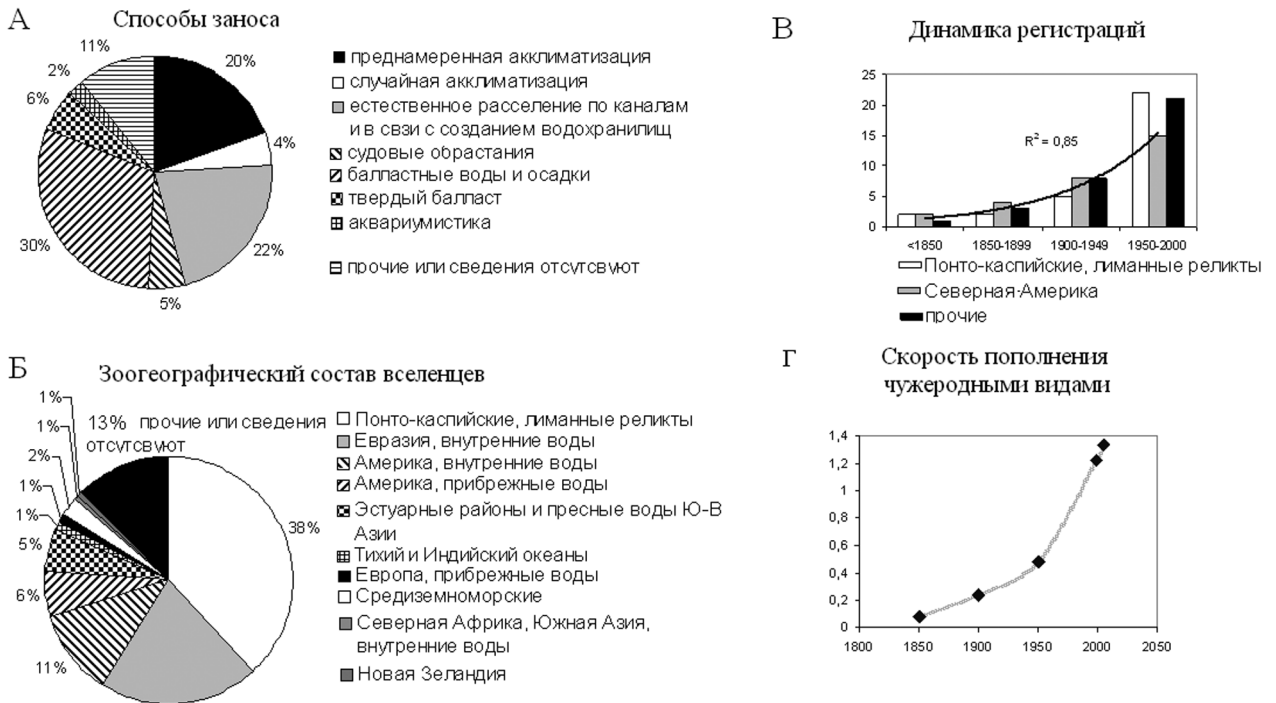 А
Способы заноса
11%
2%
6%
30%
5%
22%
4%
20%
преднамеренная акклиматизация
случайная акклиматизация
естественное расселение по каналам
и в свзи с созданием водохранилищ
судовые обрастания
балластные воды и осадки
твердый балласт
аквариумистика
прочие или сведения отсутсвуют
В
Динамика регистраций
25
20
15
10
5
0
R² = 0,85
<1850
1850-1899
1900-1949
1950-2000
Понто-каспийские, лиманные реликты
Северная-Америка
прочие
Б
Зоогеографический состав вселенцев
1%
1%
2%
1%
1%
5%
6%
11%
38%
13% прочие или сведения
отсутсвуют
Понто-каспийские, лиманные реликты
Евразия, внутренние воды
Америка, внутренние воды
Америка, прибрежные воды
Эстуарные районы и пресные воды Ю-В
Азии
Тихий и Индийский океаны
Европа, прибрежные воды
Средиземноморские
Северная Африка, Южная Азия,
внутренние воды
Новая Зеландия
Г
Скорость пополнения
чужеродными видами
1,4
1,2
1
0,8
0,6
0,4
0,2
0
1800
1850
1900
1950
2000
2050